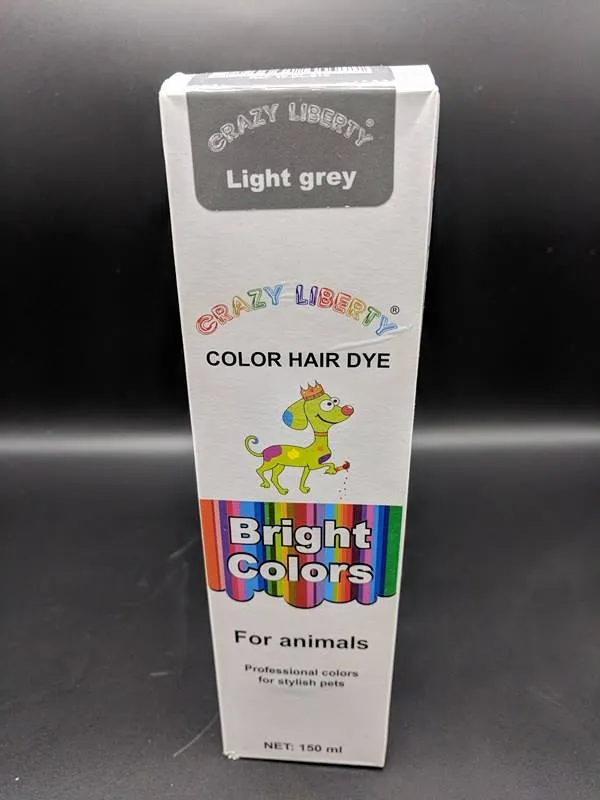 CRAZY LIBERTY®
Light grey
CRAZY LIBERTY®
COLOR HAIR DYE
Bright
Colors
For animals
Professional colors
for stylish pets
NET: 150 ml